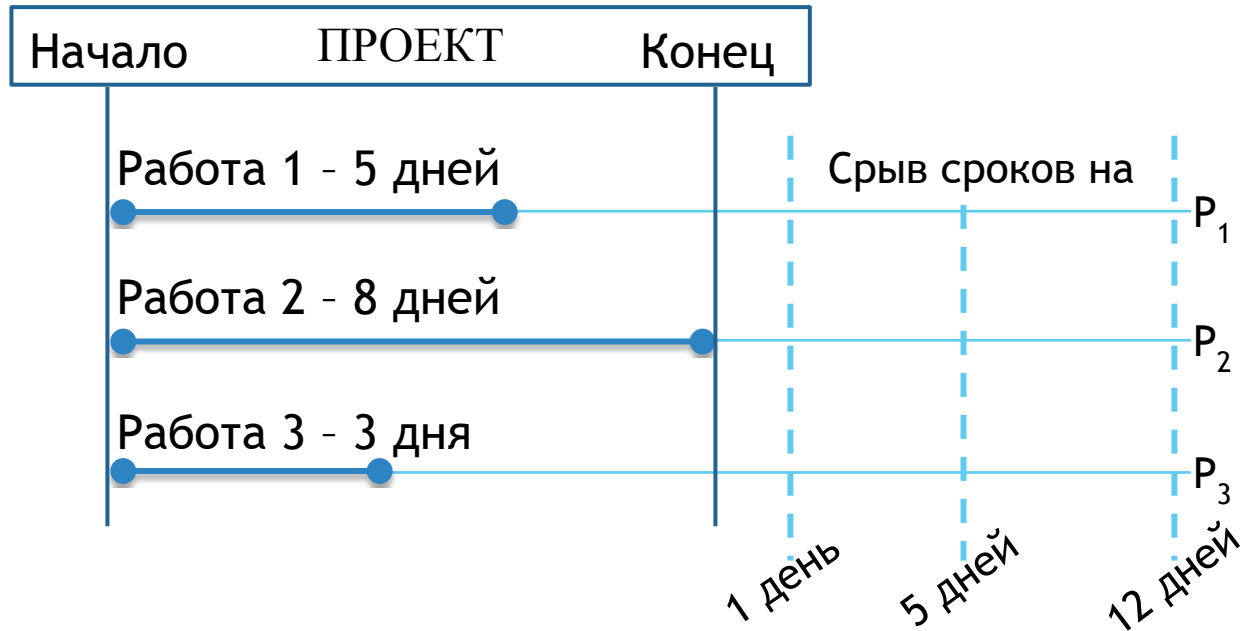 Начало ПРОЕКТ Конец
Работа 1 – 5 дней
Срыв сроков на
P1
Работа 2 – 8 дней
P2
Работа 3 – 3 дня
P3
1 день
5 дней
12 дней